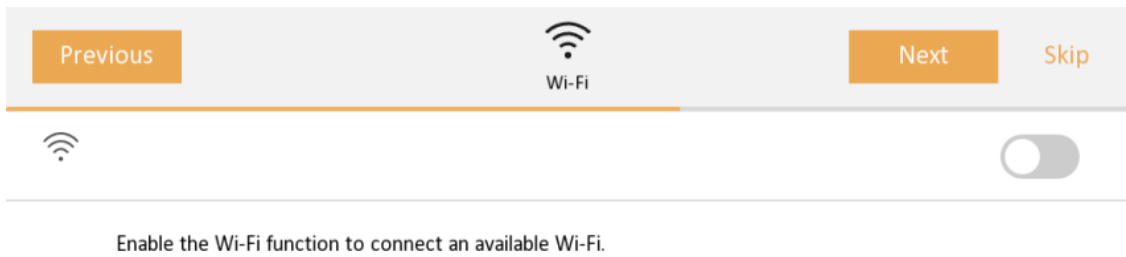 Previous
Wi-Fi
Next
Skip
Enable the Wi-Fi function to connect an available Wi-Fi.